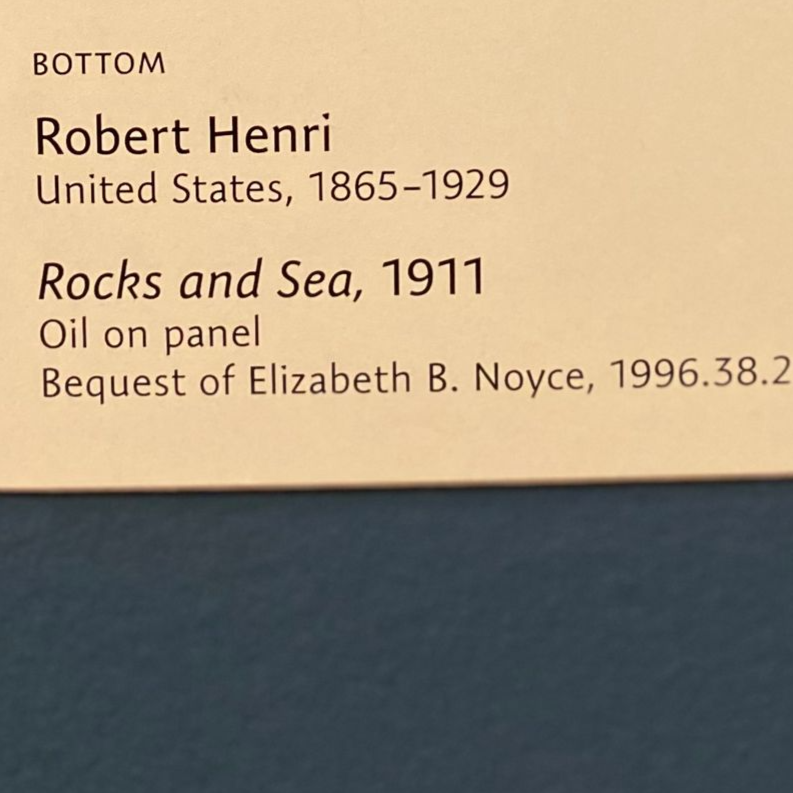 BOTTOM
Robert Henri
United States, 1865–1929
Rocks and Sea, 1911
Oil on panel
Bequest of Elizabeth B. Noyce, 1996.38.2